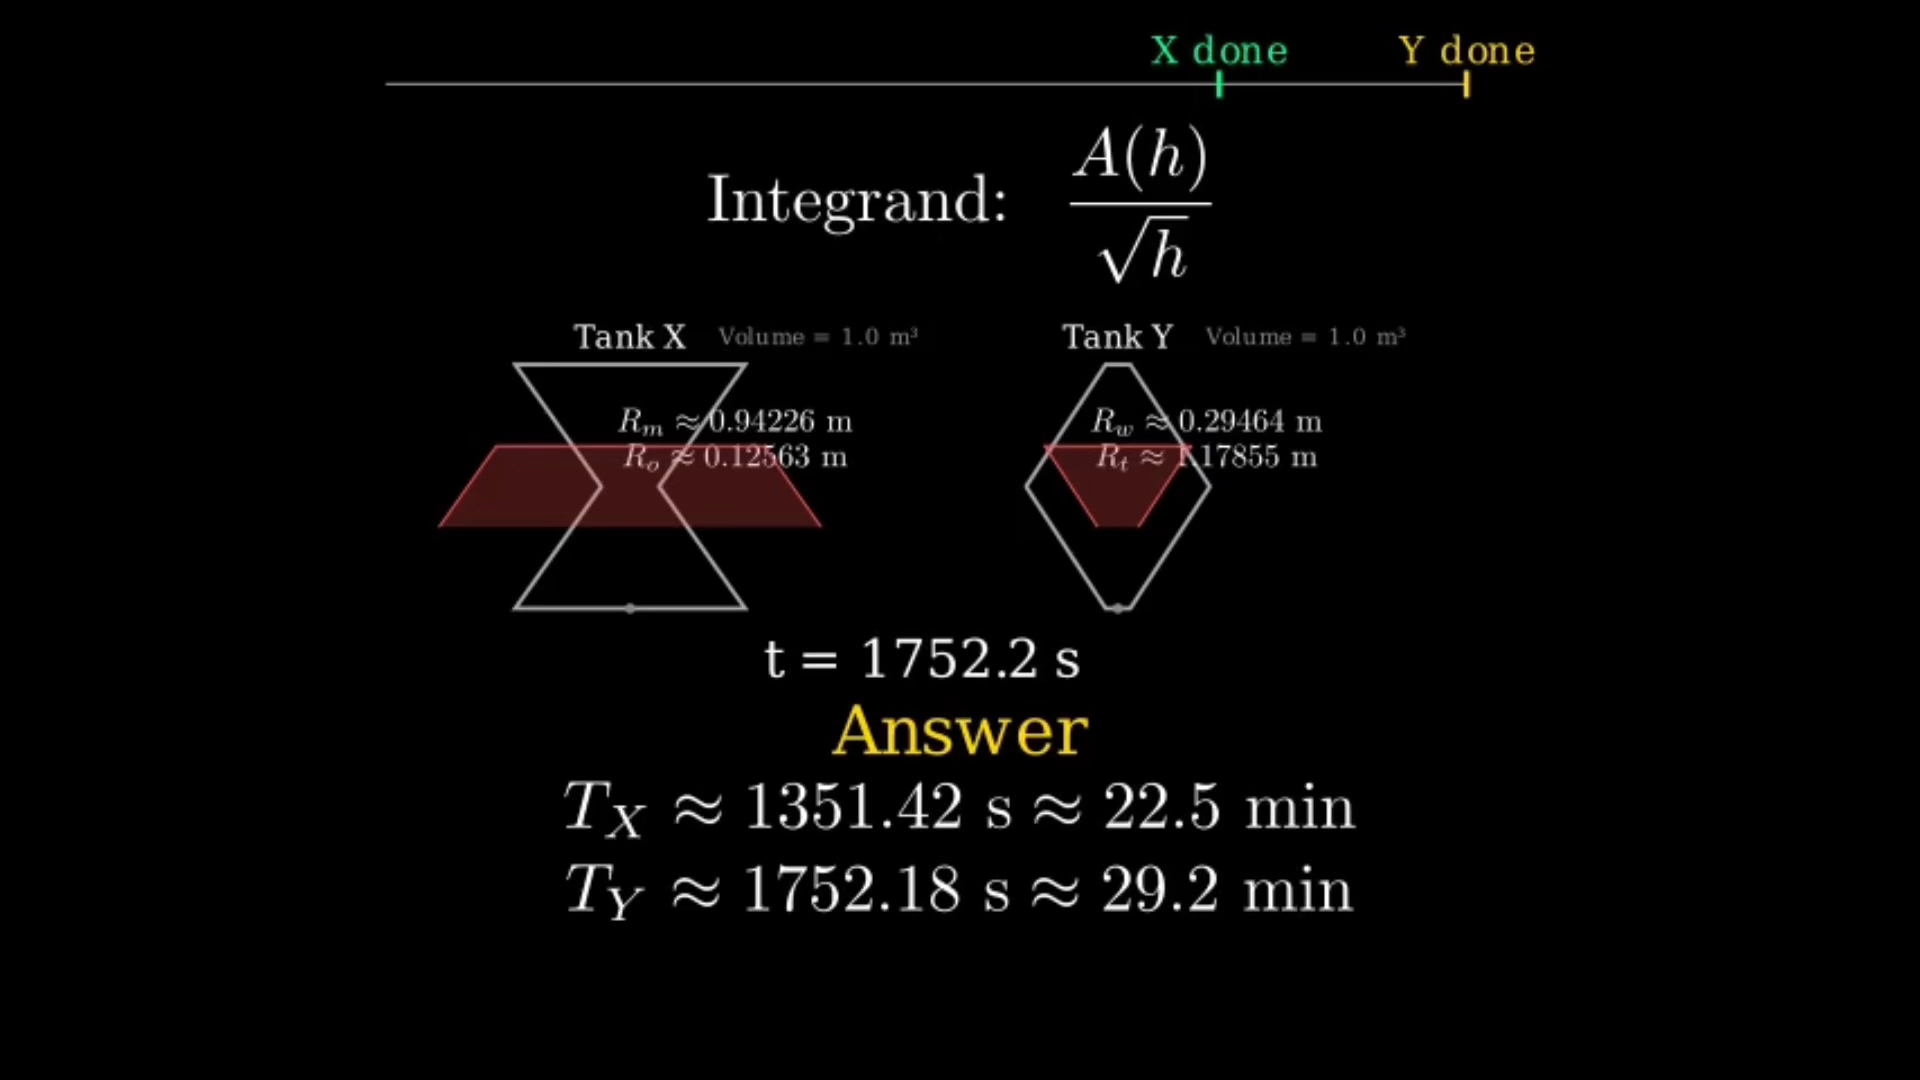 X done Y done
Integrand: A(h)/√h
Tank X Volume = 1.0 m³ Tank Y Volume = 1.0 m³
R_m ≈ 0.94226 m R_w ≈ 0.29464 m
R_o ≈ 0.12563 m R_t ≈ 1.17855 m
t = 1752.2 s
Answer
T_X ≈ 1351.42 s ≈ 22.5 min
T_Y ≈ 1752.18 s ≈ 29.2 min